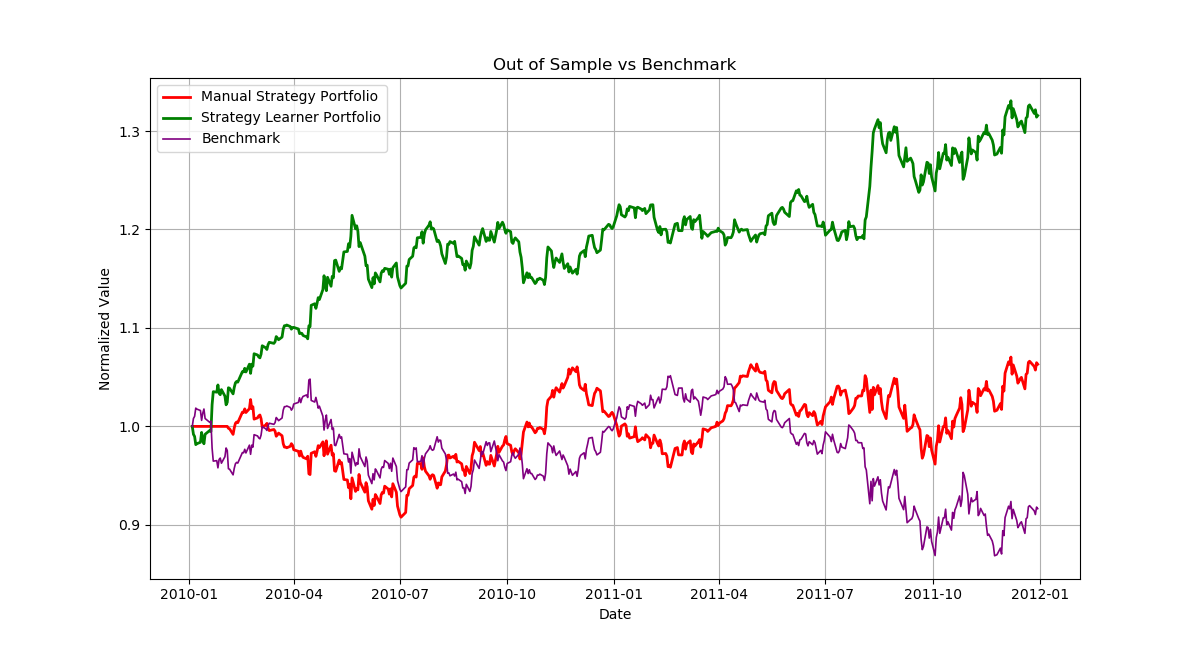 Out of Sample vs Benchmark
Manual Strategy Portfolio
Strategy Learner Portfolio
Benchmark
Normalized Value
1.3
1.2
1.1
1.0
0.9
2010-01 2010-04 2010-07 2010-10 2011-01 2011-04 2011-07 2011-10 2012-01
Date